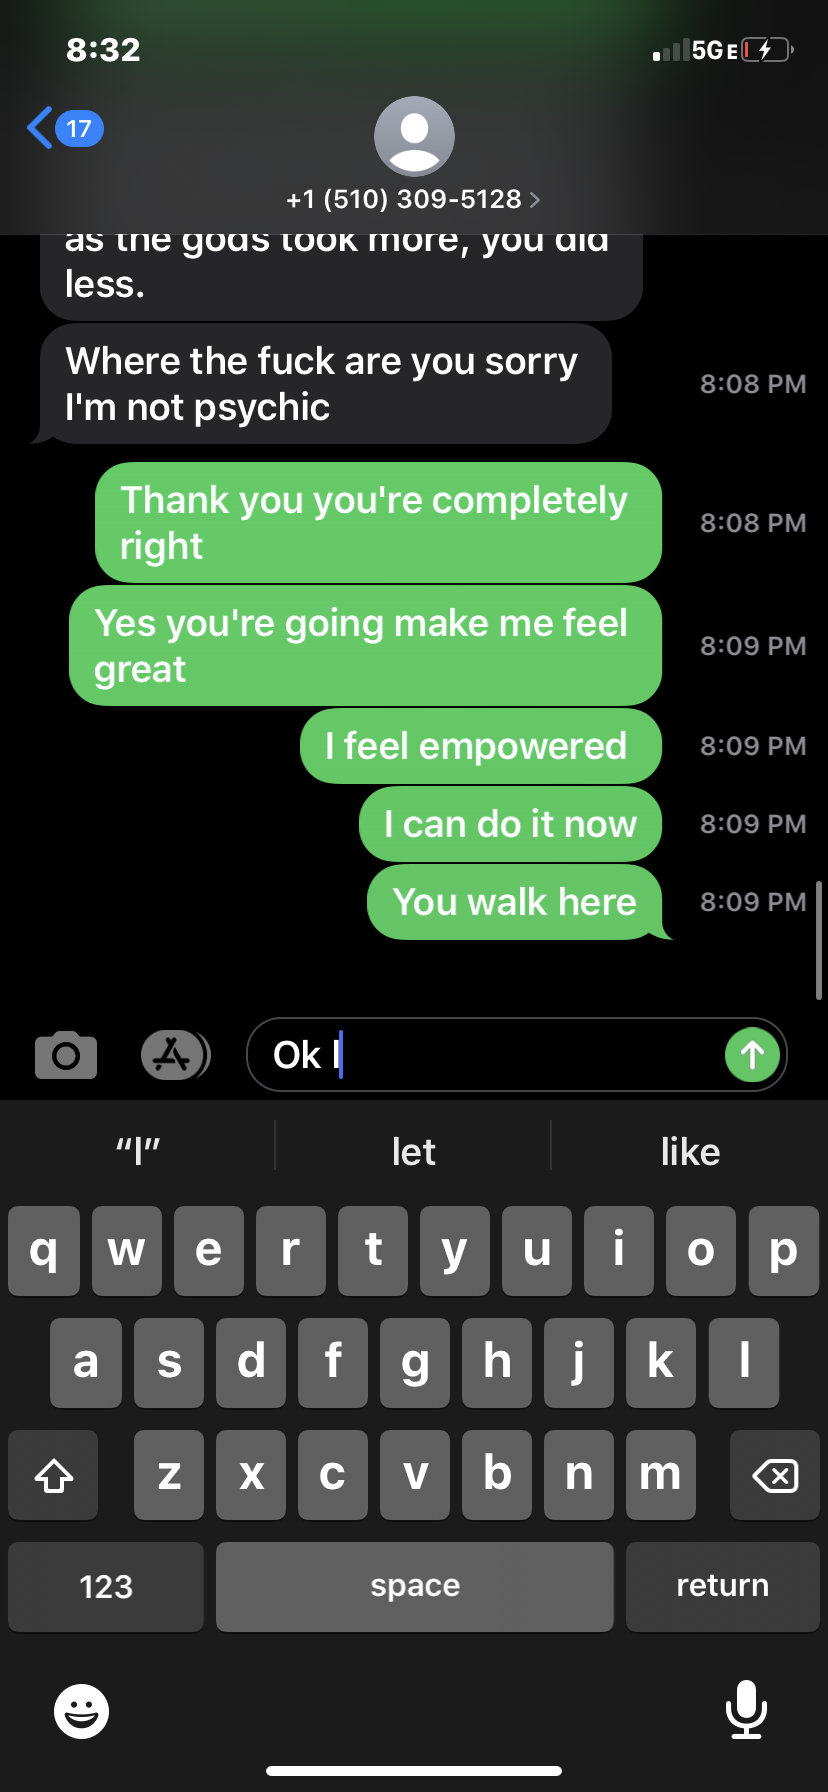 8:32
5GE
17
+1 (510) 309-5128
as the gods took more, you did
less.
Where the fuck are you sorry
I'm not psychic
8:08 PM
Thank you you're completely
right
8:08 PM
Yes you're going make me feel
great
8:09 PM
I feel empowered
8:09 PM
I can do it now
8:09 PM
You walk here
8:09 PM
Ok l
“l”
let
like
q w e r t y u i o p
a s d f g h j k l
z x c v b n m
123
space
return